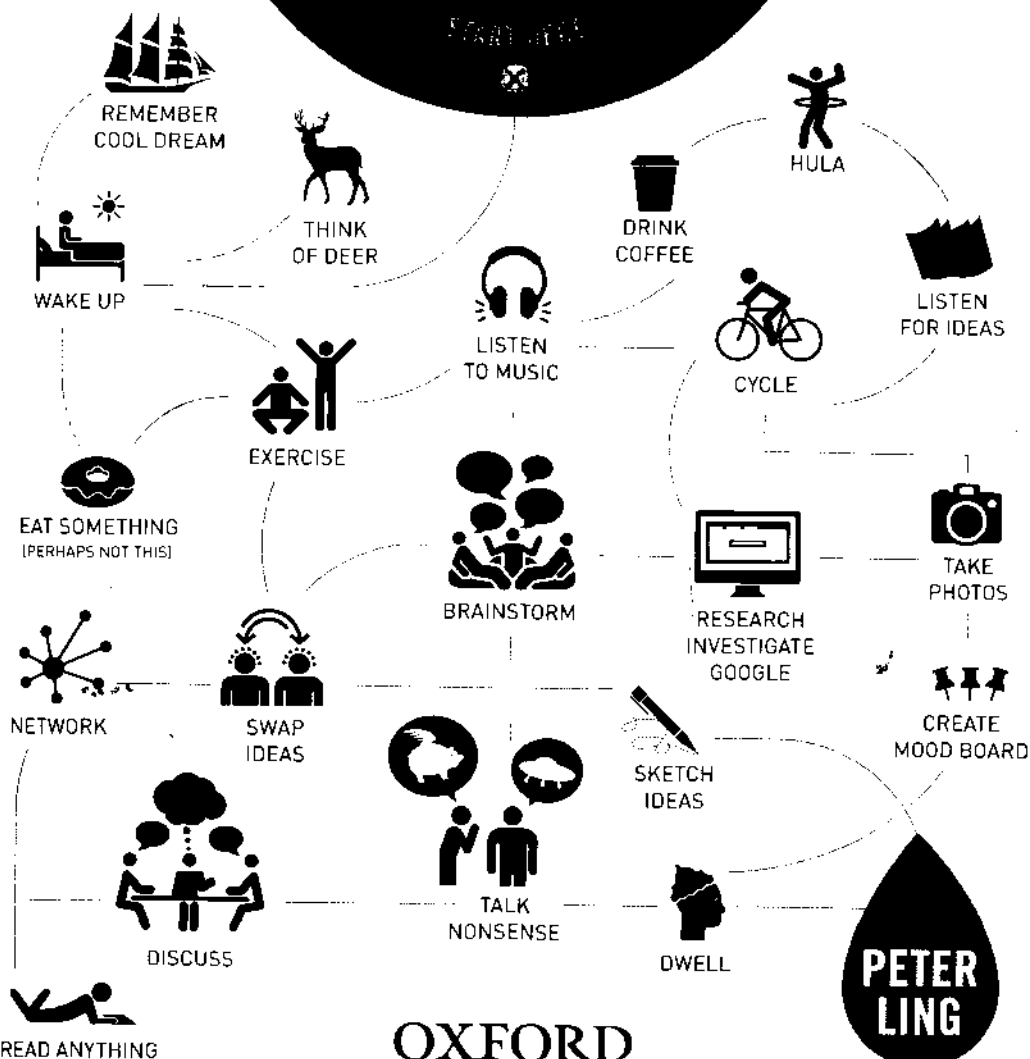 START HERE
REMEMBER
COOL DREAM
HULA
THINK
OF DEER
DRINK
COFFEE
WAKE UP
LISTEN
FOR IDEAS
LISTEN
TO MUSIC
CYCLE
EXERCISE
EAT SOMETHING
(PERHAPS NOT THIS)
TAKE
PHOTOS
BRAINSTORM
RESEARCH
INVESTIGATE
GOOGLE
NETWORK
SWAP
IDEAS
CREATE
MOOD BOARD
SKETCH
IDEAS
TALK
NONSENSE
DISCUSS
DWELL
PETER
LING
READ ANYTHING
OXFORD